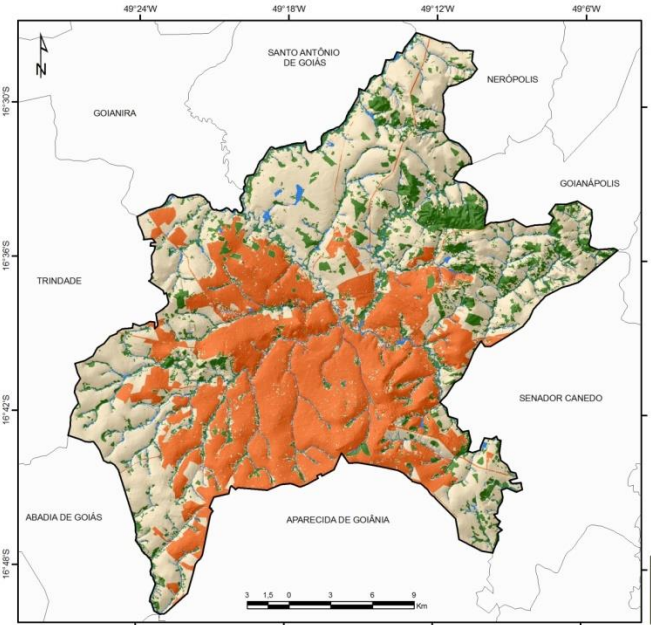 49°24'W 49°18'W 49°12'W 49°6'W
N
SANTO ANTÔNIO
DE GOIÁS
NERÓPOLIS
16°30'S
GOIANIRA
GOIANÁPOLIS
16°36'S
TRINDADE
SENADOR CANEDO
16°42'S
ABADIA DE GOIÁS
APARECIDA DE GOIÂNIA
16°48'S
3 1,5 0 3 6 9
Km